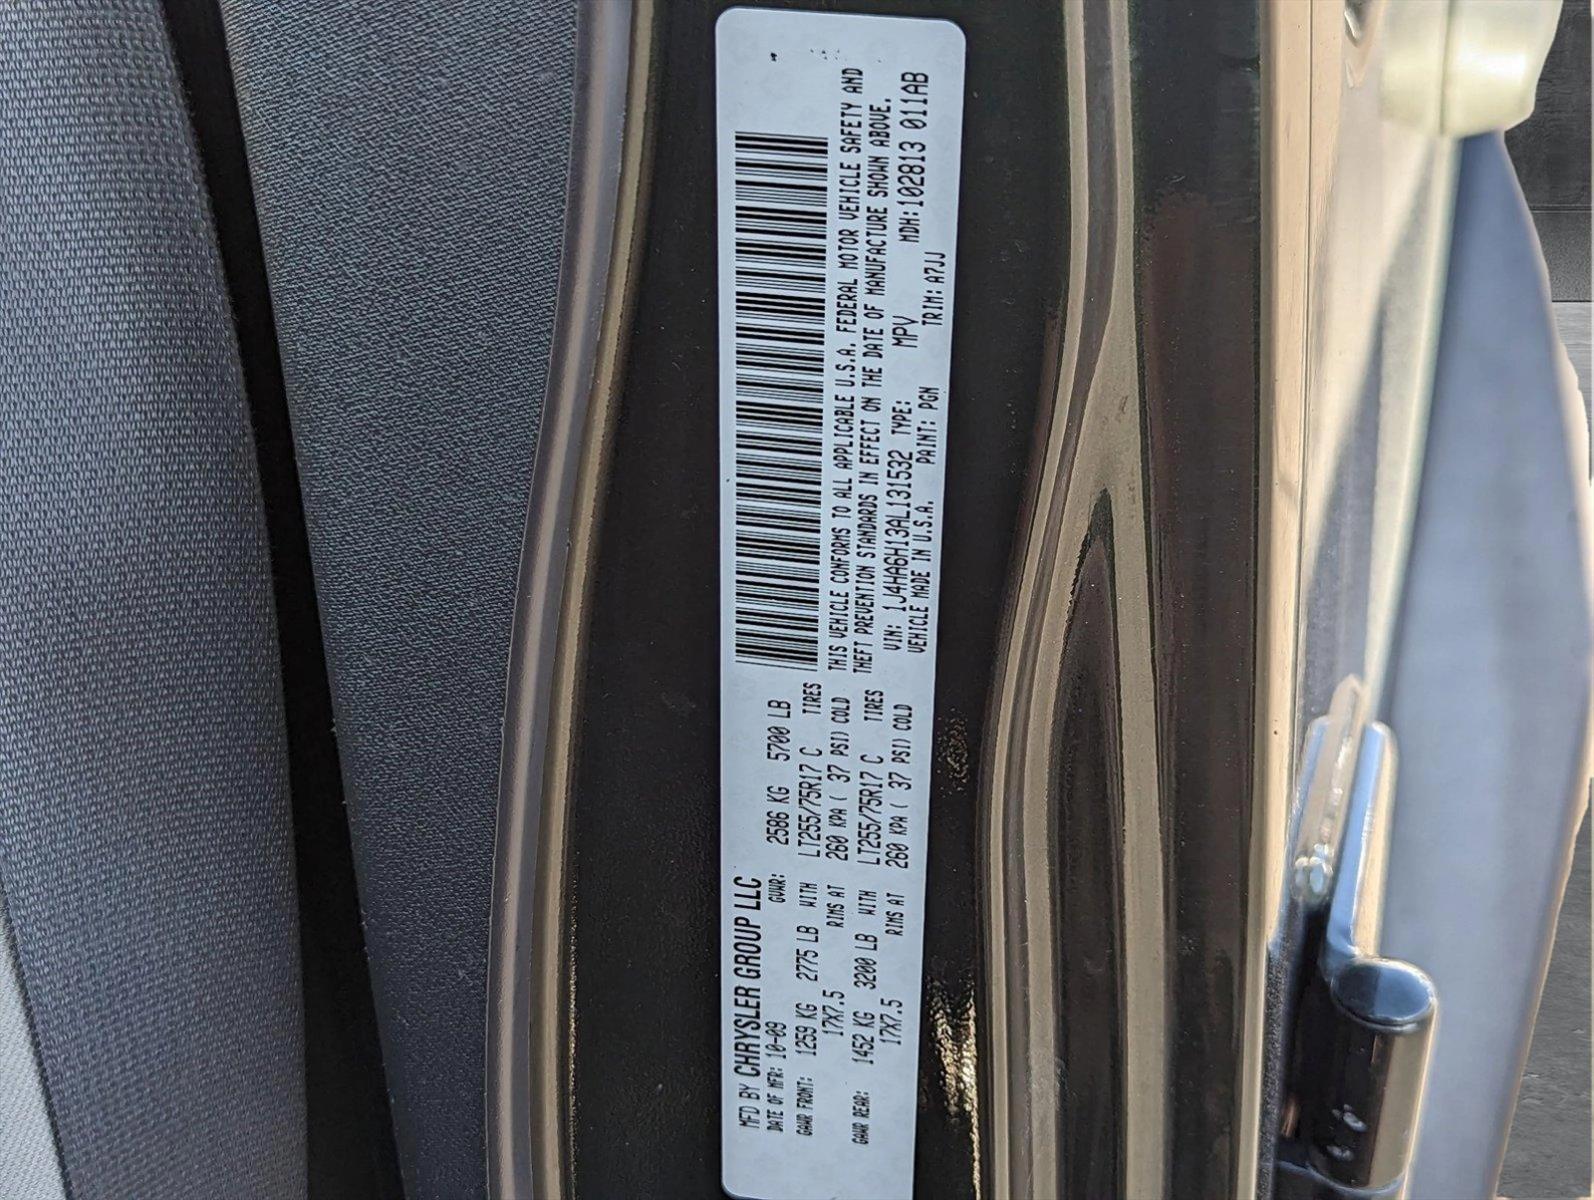 MFD BY CHRYSLER GROUP LLC
DATE OF MFR: 10-09 GVWR: 2586 KG 5700 LB
GAWR FRONT: 1259 KG 2775 LB WITH LT255/75R17 C TIRES
17X7.5 RIMS AT 260 KPA ( 37 PSI) COLD
GAWR REAR: 1452 KG 3200 LB WITH LT255/75R17 C TIRES
17X7.5 RIMS AT 260 KPA ( 37 PSI) COLD
THIS VEHICLE CONFORMS TO ALL APPLICABLE U.S.A. FEDERAL MOTOR VEHICLE SAFETY AND
THEFT PREVENTION STANDARDS IN EFFECT ON THE DATE OF MANUFACTURE SHOWN ABOVE.
VIN: 1J4HA6H13AL131532 TYPE: MPV MDH:102813 011AB
VEHICLE MADE IN U.S.A. PAINT: PGN TRIM: A7JJ